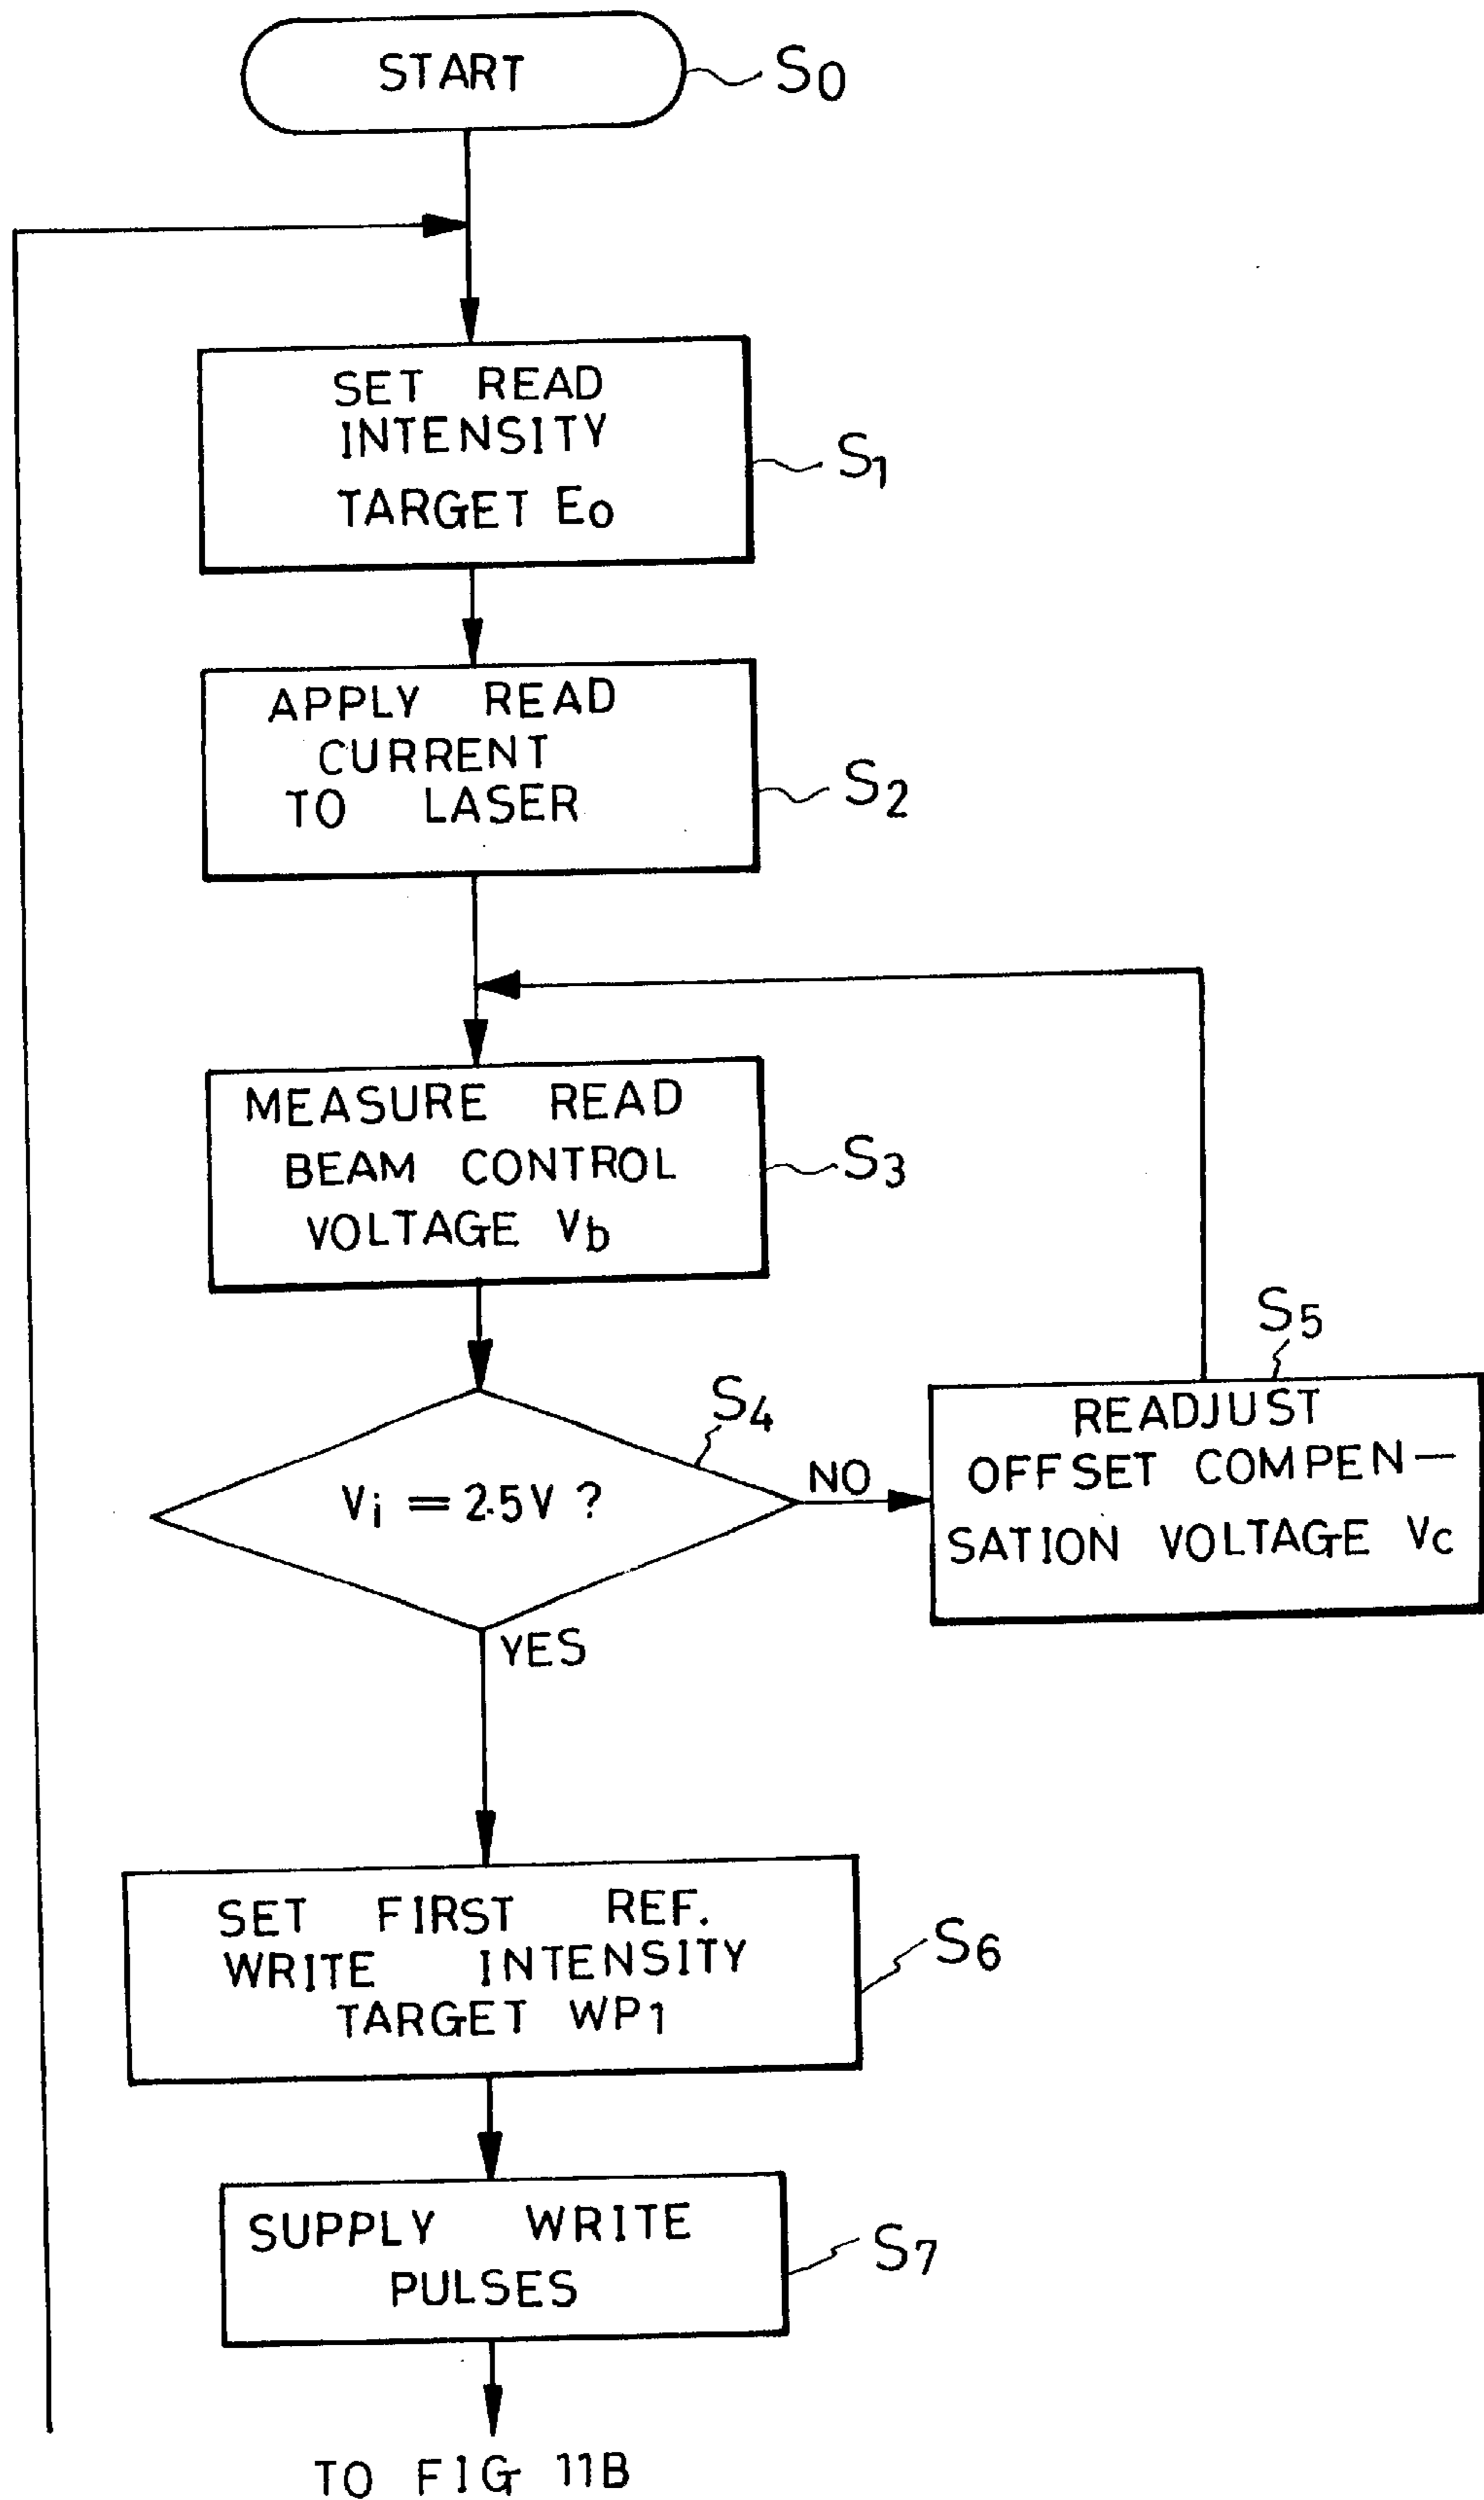 START
S0
SET READ
INTENSITY
TARGET E0
S1
APPLY READ
CURRENT
TO LASER
S2
MEASURE READ
BEAM CONTROL
VOLTAGE Vb
S3
S4
Vi = 2.5V ?
NO
YES
S5
READJUST
OFFSET COMPEN-
SATION VOLTAGE Vc
SET FIRST REF.
WRITE INTENSITY
TARGET WP1
S6
SUPPLY WRITE
PULSES
S7
TO FIG 11B